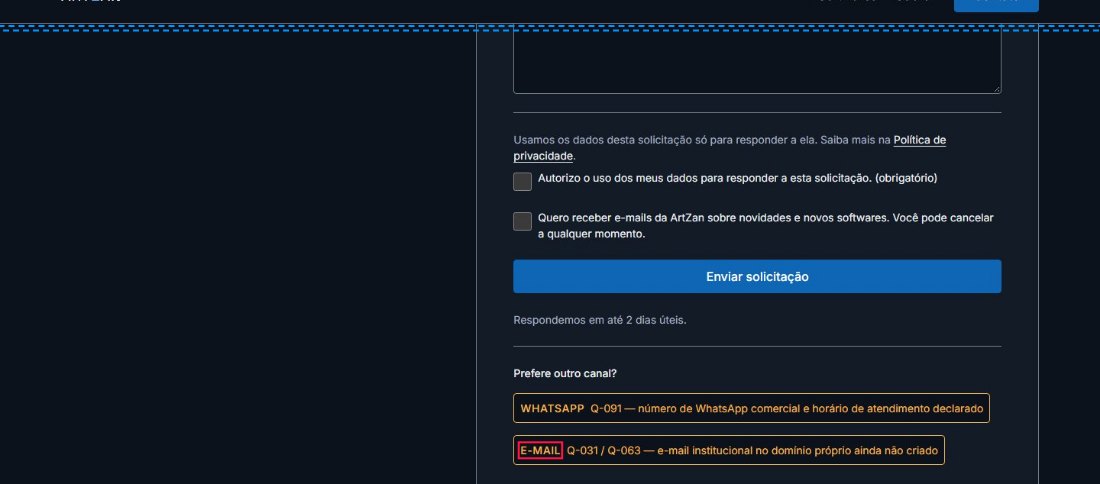 Usamos os dados desta solicitação só para responder a ela. Saiba mais na Política de
privacidade.
Autorizo o uso dos meus dados para responder a esta solicitação. (obrigatório)
Quero receber e-mails da ArtZan sobre novidades e novos softwares. Você pode cancelar
a qualquer momento.
Enviar solicitação
Respondemos em até 2 dias úteis.
Prefere outro canal?
WHATSAPP Q-091 — número de WhatsApp comercial e horário de atendimento declarado
E-MAIL Q-031 / Q-063 — e-mail institucional no domínio próprio ainda não criado